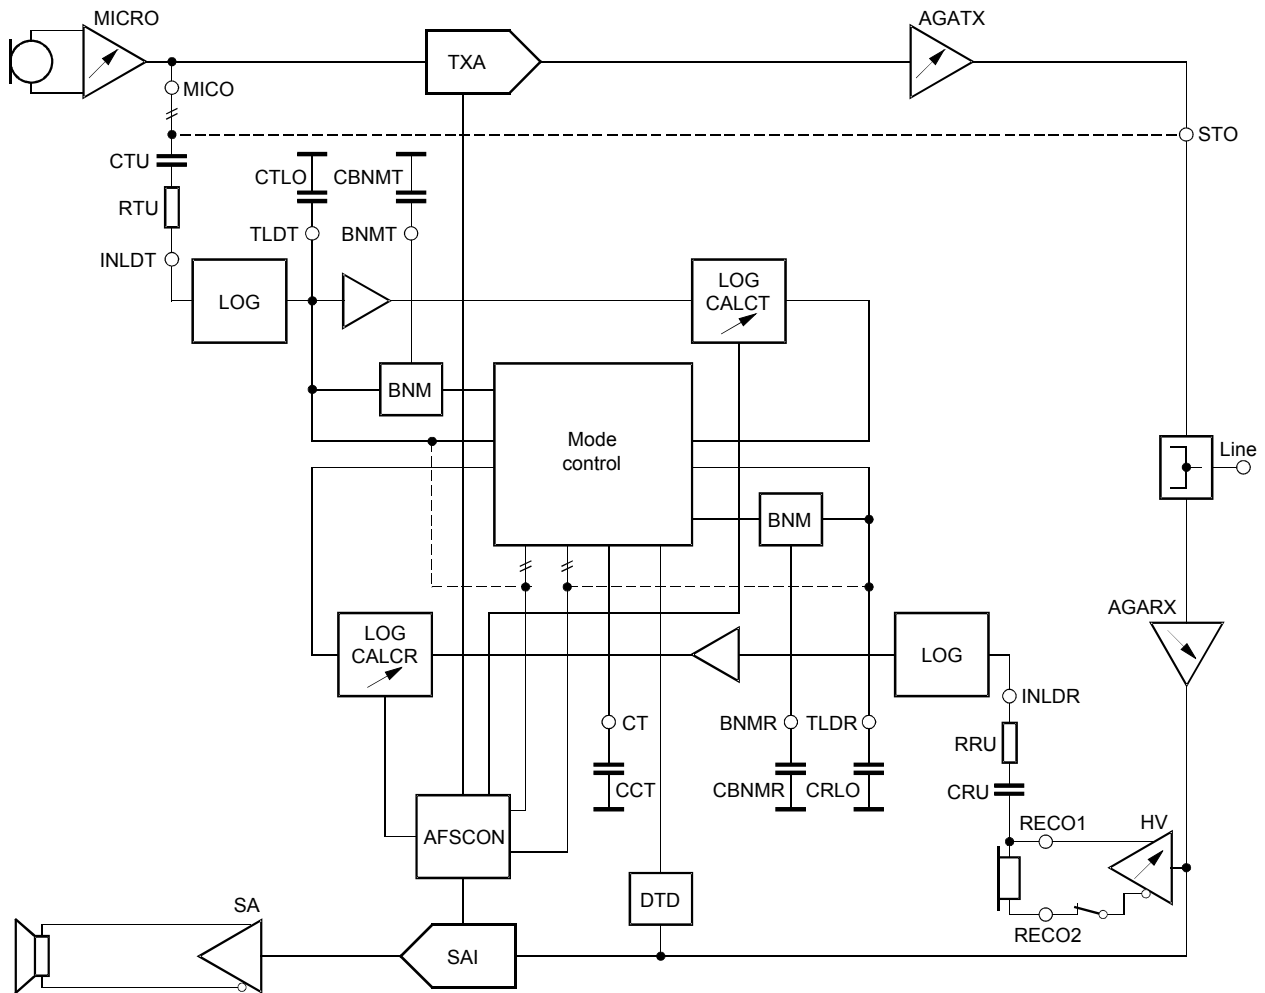 MICRO
TXA
AGATX
MICO
STO
CTU
CTLO
CBNMT
RTU
TLDT
BNMT
INLDT
LOG
LOG
CALCT
BNM
Mode
control
Line
BNM
AGARX
LOG
CALCR
LOG
INLDR
CT
BNMR
TLDR
RRU
CCT
CBNMR
CRLO
CRU
RECO1
HV
AFSCON
DTD
SA
RECO2
SAI